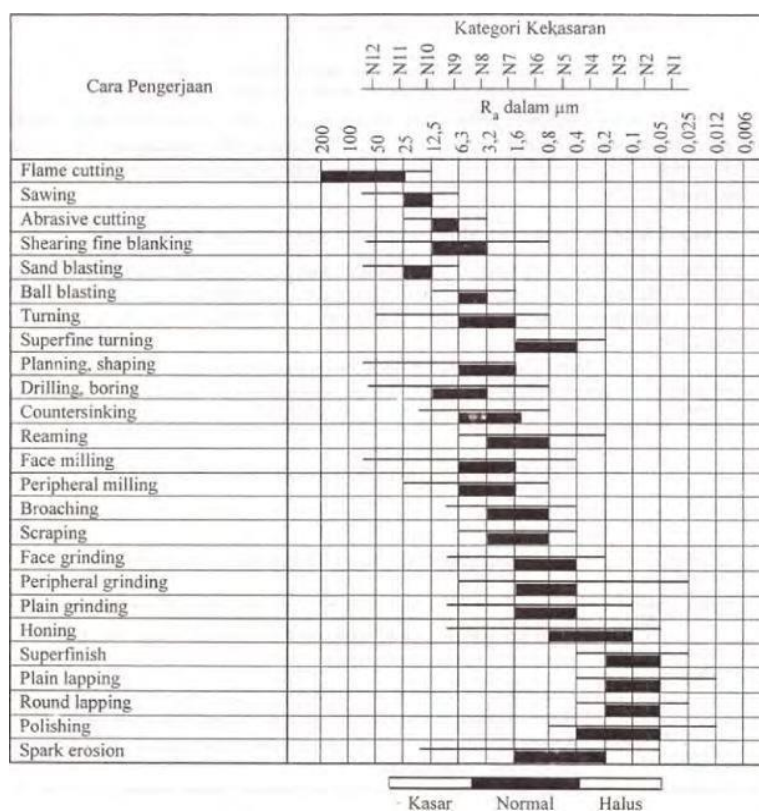 Kategori Kekasaran
Cara Pengerjaan
N12 N11 N10 N9 N8 N7 N6 N5 N4 N3 N2 N1
Ra dalam µm
200 100 50 25 12,5 6,3 3,2 1,6 0,8 0,4 0,2 0,1 0,05 0,025 0,012 0,006
Flame cutting
Sawing
Abrasive cutting
Shearing fine blanking
Sand blasting
Ball blasting
Turning
Superfine turning
Planning, shaping
Drilling, boring
Countersinking
Reaming
Face milling
Peripheral milling
Broaching
Scraping
Face grinding
Peripheral grinding
Plain grinding
Honing
Superfinish
Plain lapping
Round lapping
Polishing
Spark erosion
Kasar Normal Halus